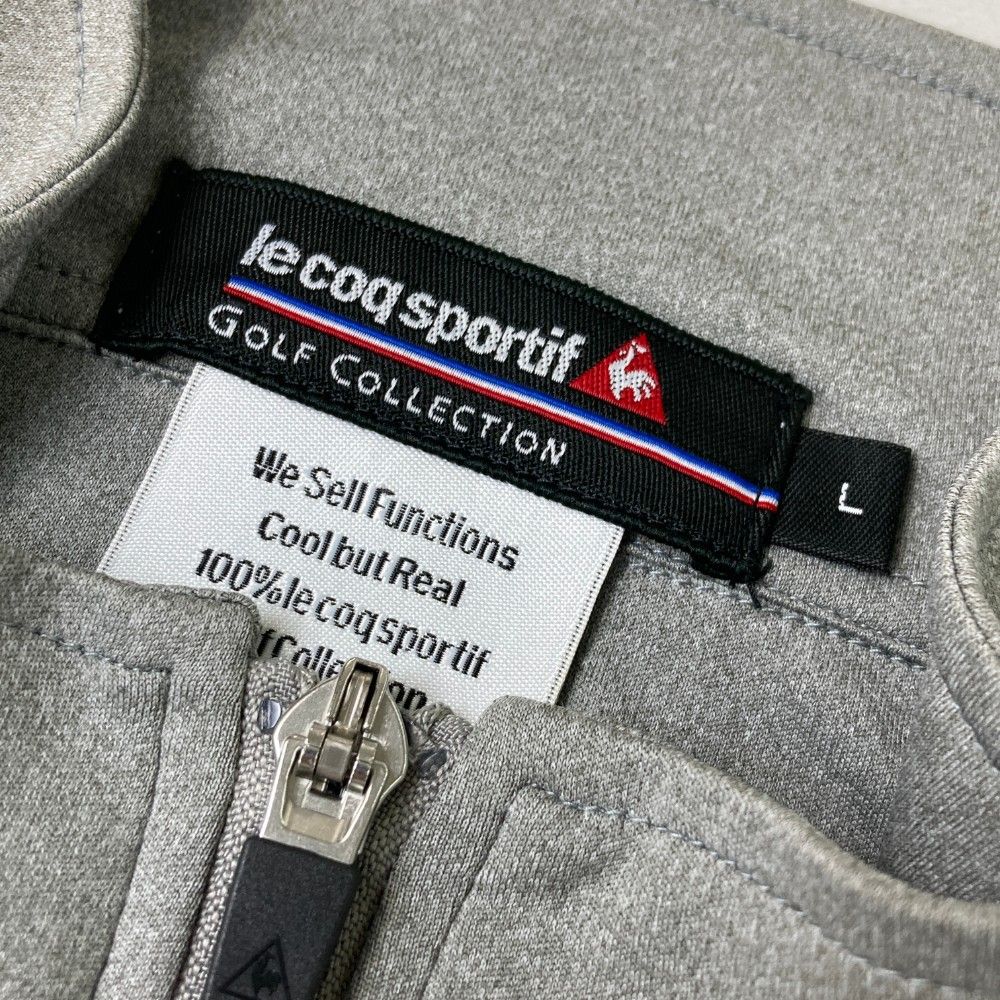 le coq sportif
GOLF COLLECTION
L
We Sell Functions
Cool but Real
100% le coq sportif